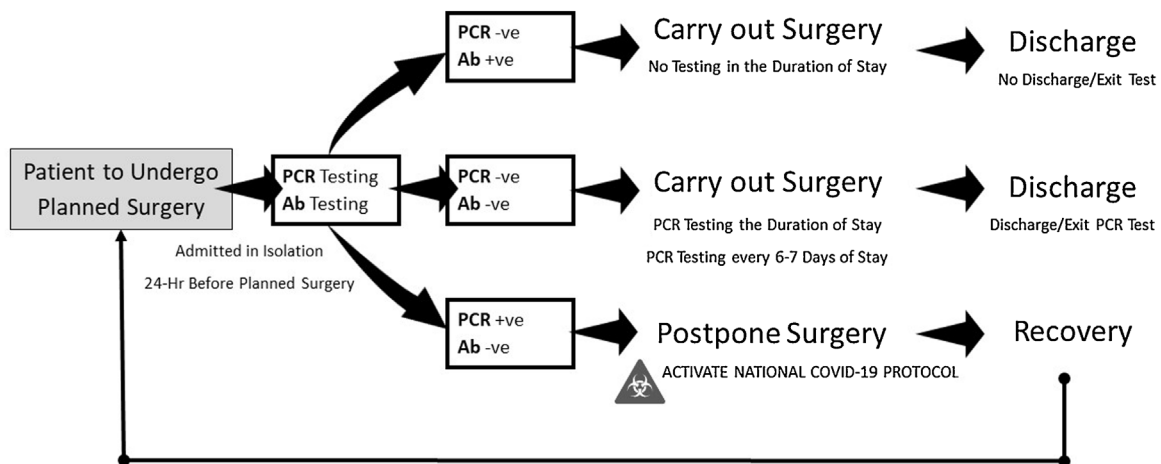 PCR -ve
Ab +ve
Carry out Surgery
No Testing in the Duration of Stay
Discharge
No Discharge/Exit Test
Patient to Undergo
Planned Surgery
PCR Testing
Ab Testing
Admitted in Isolation
24-Hr Before Planned Surgery
PCR -ve
Ab -ve
Carry out Surgery
PCR Testing the Duration of Stay
PCR Testing every 6-7 Days of Stay
Discharge
Discharge/Exit PCR Test
PCR +ve
Ab -ve
Postpone Surgery
ACTIVATE NATIONAL COVID-19 PROTOCOL
Recovery